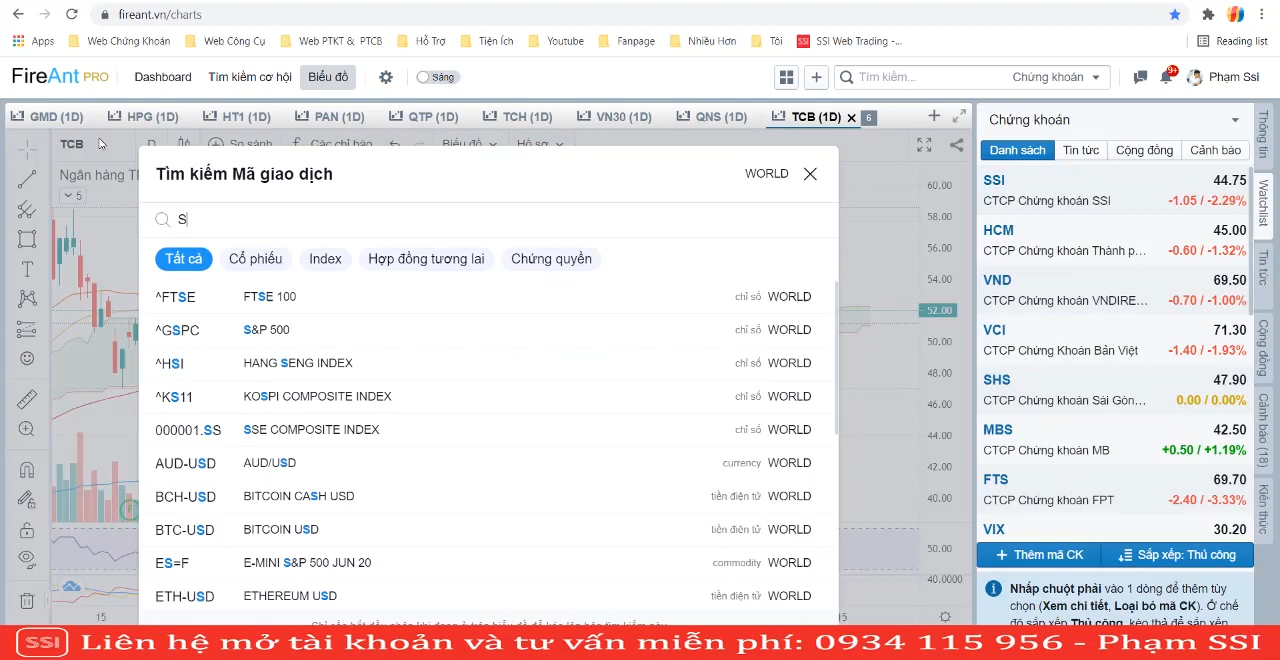 fireant.vn/charts
Apps Web Chứng Khoán Web Công Cụ Web PTKT & PTCB Hỗ Trợ Tiện Ích Youtube Fanpage Nhiều Hơn Tôi SSI SSI Web Trading -... Reading list
FireAnt PRO Dashboard Tìm kiếm cơ hội Biểu đồ Sáng Tìm kiếm... Chứng khoán 9+ Phạm Ssi
GMD (1D) HPG (1D) HT1 (1D) PAN (1D) QTP (1D) TCH (1D) VN30 (1D) QNS (1D) TCB (1D) 6
TCB D So sánh Các chỉ báo Biểu đồ Hồ sơ
Ngân hàng
5
Tìm kiếm Mã giao dịch WORLD
S
Tất cả Cổ phiếu Index Hợp đồng tương lai Chứng quyền
^FTSE FTSE 100 chỉ số WORLD
^GSPC S&P 500 chỉ số WORLD
^HSI HANG SENG INDEX chỉ số WORLD
^KS11 KOSPI COMPOSITE INDEX chỉ số WORLD
000001.SS SSE COMPOSITE INDEX chỉ số WORLD
AUD-USD AUD/USD currency WORLD
BCH-USD BITCOIN CASH USD tiền điện tử WORLD
BTC-USD BITCOIN USD tiền điện tử WORLD
ES=F E-MINI S&P 500 JUN 20 commodity WORLD
ETH-USD ETHEREUM USD tiền điện tử WORLD
60.00
58.00
56.00
54.00
52.00
50.00
48.00
46.00
44.00
42.00
40.00
50.00
40.0000
15
Chứng khoán
Danh sách Tin tức Cộng đồng Cảnh báo
SSI 44.75
CTCP Chứng khoán SSI -1.05 / -2.29%
HCM 45.00
CTCP Chứng khoán Thành p... -0.60 / -1.32%
VND 69.50
CTCP Chứng khoán VNDIRE... -0.70 / -1.00%
VCI 71.30
CTCP Chứng Khoán Bản Việt -1.40 / -1.93%
SHS 47.90
CTCP Chứng khoán Sài Gòn... 0.00 / 0.00%
MBS 42.50
CTCP Chứng khoán MB +0.50 / +1.19%
FTS 69.70
CTCP Chứng khoán FPT -2.40 / -3.33%
VIX 30.20
+ Thêm mã CK Sắp xếp: Thủ công
Nhấp chuột phải vào 1 dòng để thêm tùy
chọn (Xem chi tiết, Loại bỏ mã CK). Ở chế
độ sắp xếp Thủ công, kéo thả để sắp xếp
Thông tin
Watchlist
Tin tức
Cộng đồng
Cảnh báo (18)
Kiến thức
SSI Liên hệ mở tài khoản và tư vấn miễn phí: 0934 115 956 - Phạm SSI